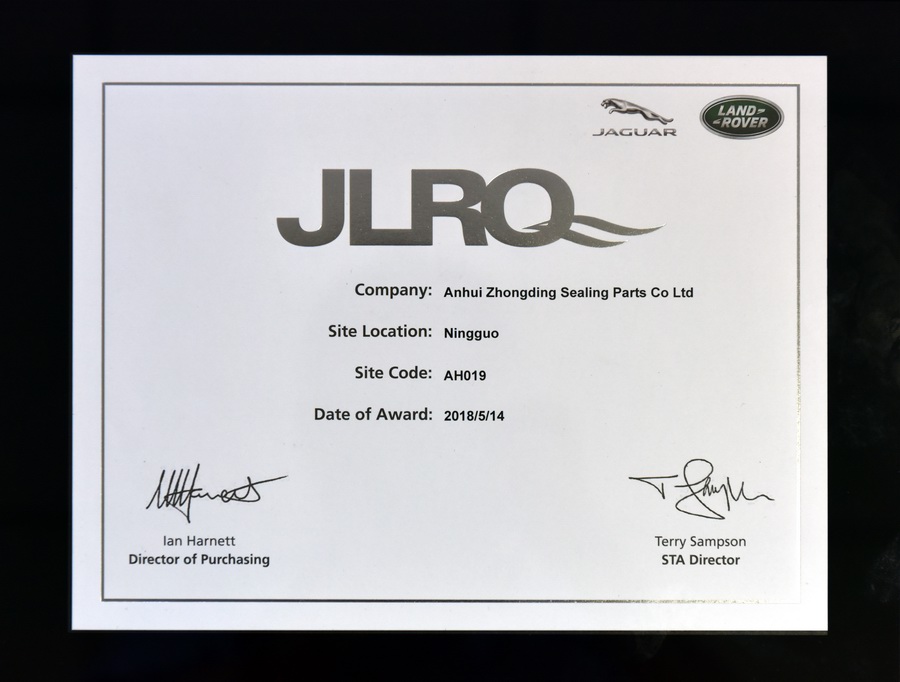 JAGUAR
LAND-
-ROVER
JLRQ
Company: Anhui Zhongding Sealing Parts Co Ltd
Site Location: Ningguo
Site Code: AH019
Date of Award: 2018/5/14
Ian Harnett
Director of Purchasing
Terry Sampson
STA Director